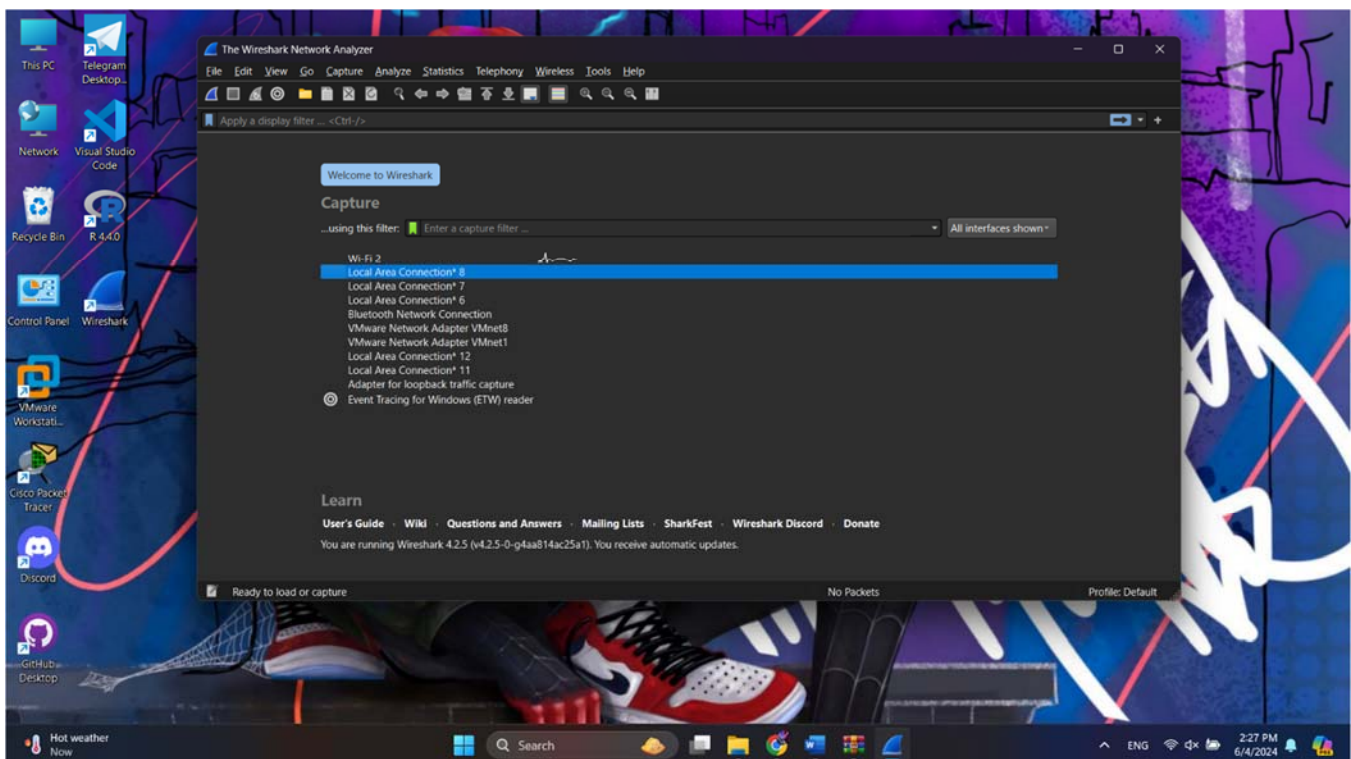 This PC
Telegram
Desktop...
Network
Visual Studio
Code
Recycle Bin
R 4.4.0
Control Panel
Wireshark
VMware
Workstati...
Cisco Packet
Tracer
Discord
GitHub
Desktop
The Wireshark Network Analyzer
File Edit View Go Capture Analyze Statistics Telephony Wireless Tools Help
Apply a display filter ... <Ctrl-/>
Welcome to Wireshark
Capture
...using this filter: Enter a capture filter ... All interfaces shown
Wi-Fi 2
Local Area Connection* 8
Local Area Connection* 7
Local Area Connection* 6
Bluetooth Network Connection
VMware Network Adapter VMnet8
VMware Network Adapter VMnet1
Local Area Connection* 12
Local Area Connection* 11
Adapter for loopback traffic capture
Event Tracing for Windows (ETW) reader
Learn
User's Guide · Wiki · Questions and Answers · Mailing Lists · SharkFest · Wireshark Discord · Donate
You are running Wireshark 4.2.5 (v4.2.5-0-g4aa814ac25a1). You receive automatic updates.
Ready to load or capture No Packets Profile: Default
Hot weather
Now
Search
ENG
2:27 PM
6/4/2024